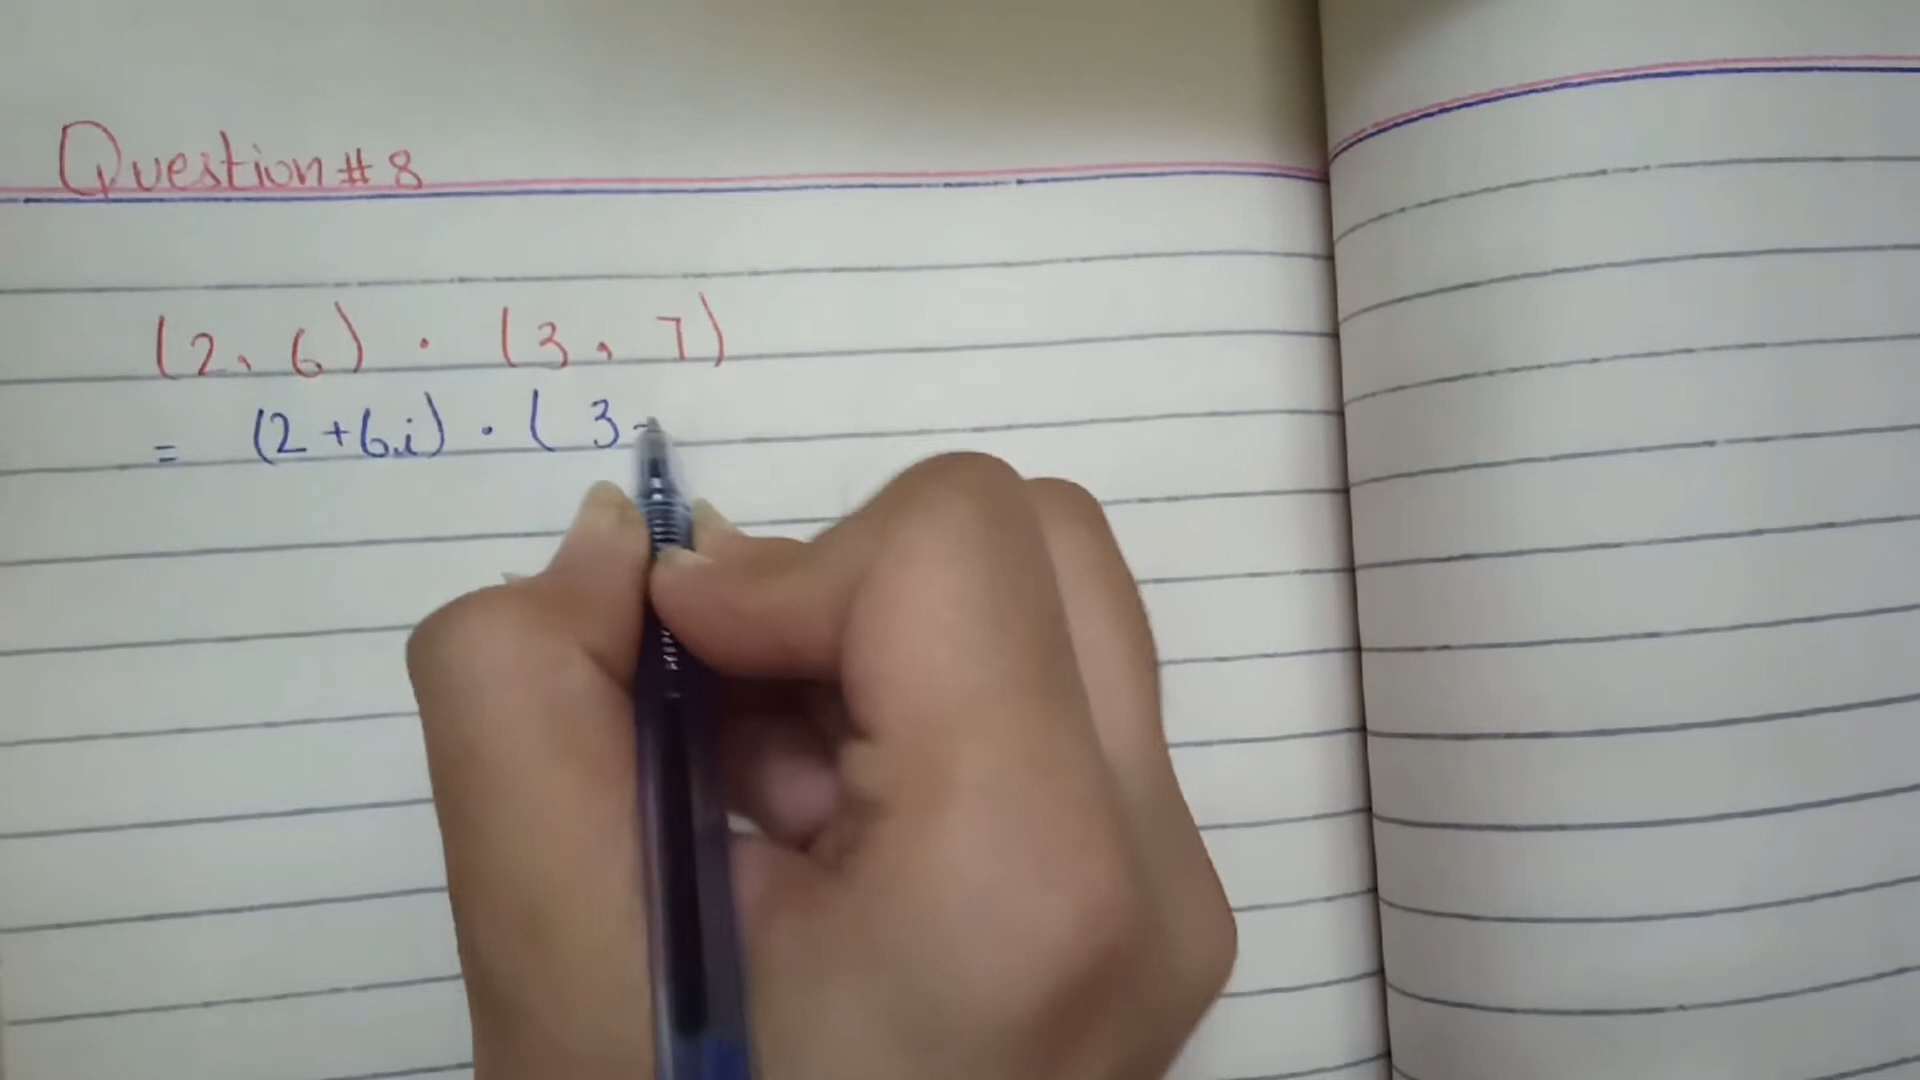 Question # 8
(2, 6) · (3, 7)
= (2+6i) · ( 3